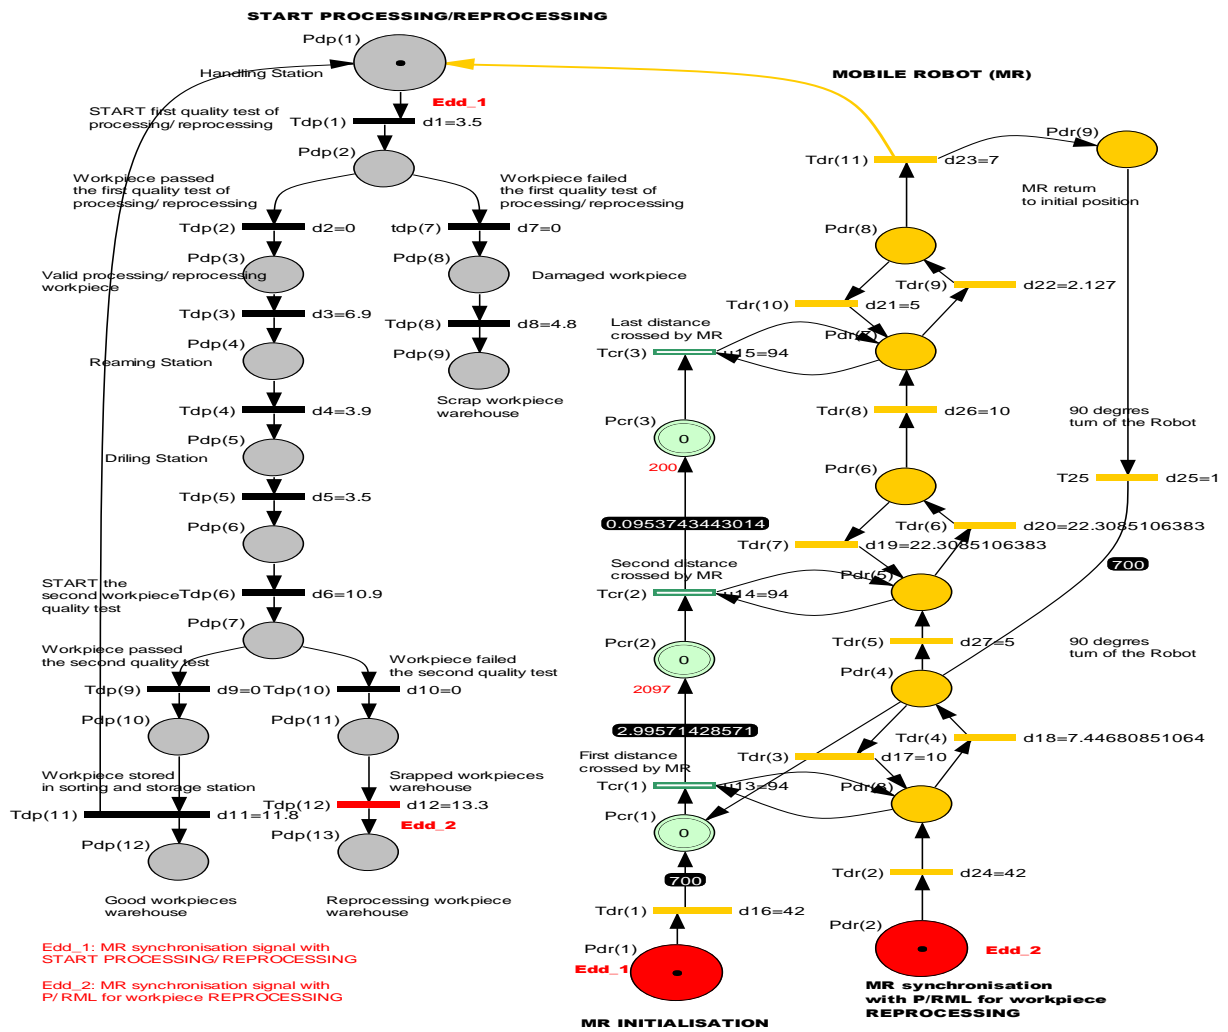 START PROCESSING/REPROCESSING
Pdp(1)
Handling Station
MOBILE ROBOT (MR)
Edd_1
START first quality test of
processing/ reprocessing
Tdp(1)
d1=3.5
Pdp(2)
Pdr(9)
Tdr(11)
d23=7
Workpiece passed
the first quality test of
processing/ reprocessing
Workpiece failed
the first quality test of
processing/ reprocessing
MR return
to initial position
Tdp(2)
d2=0
tdp(7)
d7=0
Pdr(8)
Pdp(3)
Pdp(8)
Valid processing/ reprocessing
workpiece
Damaged workpiece
Tdr(9)
d22=2.127
Tdr(10)
d21=5
Tdp(3)
d3=6.9
Tdp(8)
d8=4.8
Last distance
crossed by MR
Pdr(7)
Tcr(3)
u15=94
Pdp(4)
Reaming Station
Pdp(9)
Scrap workpiece
warehouse
Tdp(4)
d4=3.9
Tdr(8)
d26=10
90 degrres
turn of the Robot
Pcr(3)
0
200
Pdp(5)
Driling Station
Pdr(6)
T25
d25=1
Tdp(5)
d5=3.5
0.0953743443014
Pdp(6)
Tdr(6)
d20=22.3085106383
Tdr(7)
d19=22.3085106383
700
START the
second workpiece
quality test
Second distance
crossed by MR
Pdr(5)
Tdp(6)
d6=10.9
Tcr(2)
u14=94
Pdp(7)
Pcr(2)
0
2097
Tdr(5)
d27=5
90 degrres
turn of the Robot
Workpiece passed
the second quality test
Workpiece failed
the second quality test
Pdr(4)
Tdp(9)
d9=0
Tdp(10)
d10=0
Pdp(10)
Pdp(11)
2.99571428571
Tdr(4)
d18=7.44680851064
Tdr(3)
d17=10
Workpiece stored
in sorting and storage station
Srapped workpieces
warehouse
First distance
crossed by MR
Tcr(1)
u13=94
Pdr(3)
Tdp(11)
d11=11.8
Tdp(12)
d12=13.3
Edd_2
Pcr(1)
0
Pdp(12)
Pdp(13)
700
Tdr(2)
d24=42
Good workpieces
warehouse
Reprocessing workpiece
warehouse
Tdr(1)
d16=42
Pdr(2)
Edd_2
Pdr(1)
Edd_1
Edd_1: MR synchronisation signal with
START PROCESSING/ REPROCESSING
Edd_2: MR synchronisation signal with
P/ RML for workpiece REPROCESSING
MR synchronisation
with P/RML for workpiece
REPROCESSING
MR INITIALISATION